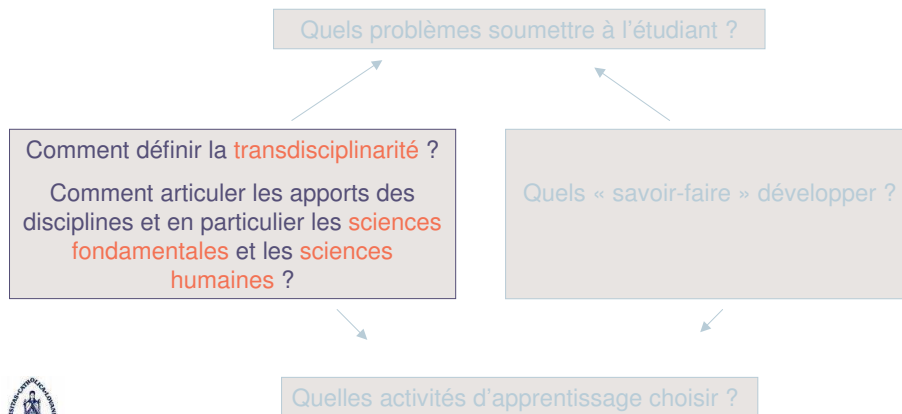 Quels problèmes soumettre à l'étudiant ?
Comment définir la transdisciplinarité ?
Comment articuler les apports des
disciplines et en particulier les sciences
fondamentales et les sciences
humaines ?
Quels « savoir-faire » développer ?
Quelles activités d'apprentissage choisir ?